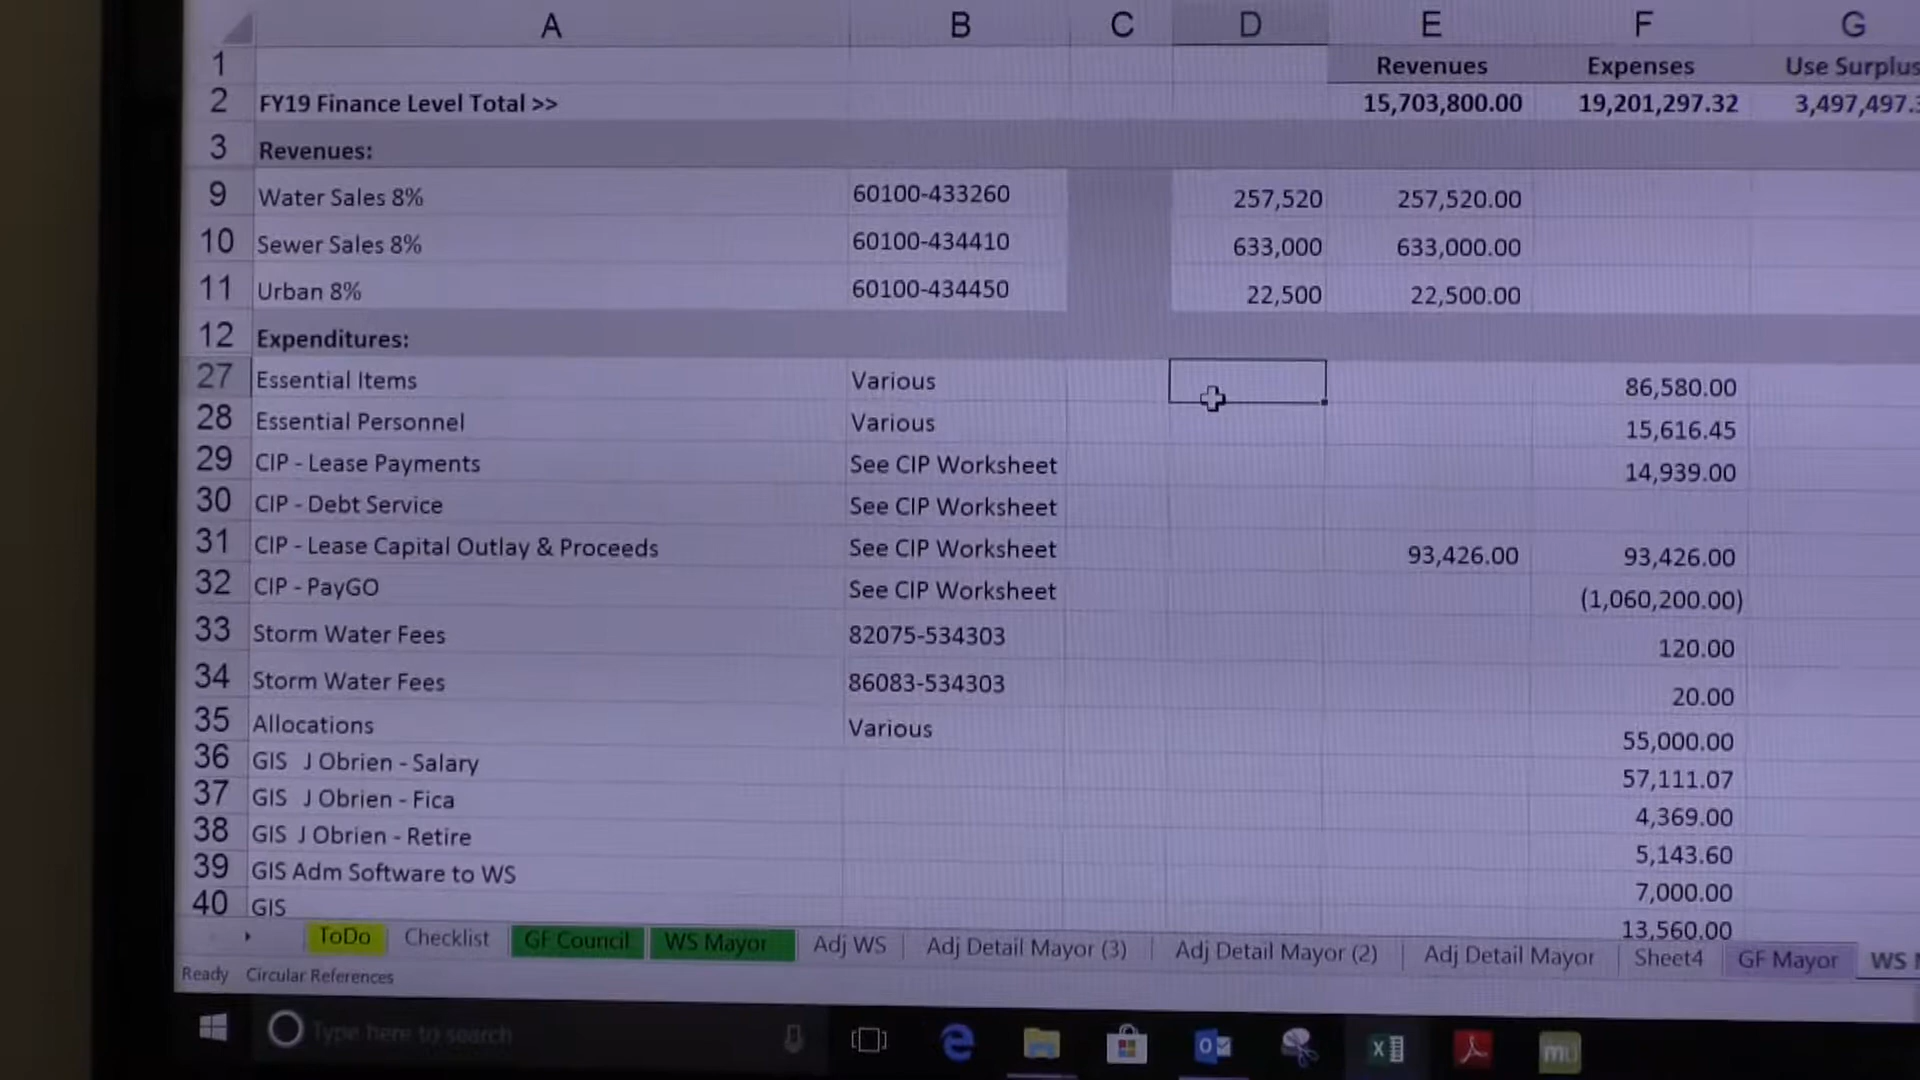 A B C D E F G
1 Revenues Expenses Use Surplus
2 FY19 Finance Level Total >> 15,703,800.00 19,201,297.32 3,497,497.3
3 Revenues:
9 Water Sales 8% 60100-433260 257,520 257,520.00
10 Sewer Sales 8% 60100-434410 633,000 633,000.00
11 Urban 8% 60100-434450 22,500 22,500.00
12 Expenditures:
27 Essential Items Various 86,580.00
28 Essential Personnel Various 15,616.45
29 CIP - Lease Payments See CIP Worksheet 14,939.00
30 CIP - Debt Service See CIP Worksheet
31 CIP - Lease Capital Outlay & Proceeds See CIP Worksheet 93,426.00 93,426.00
32 CIP - PayGO See CIP Worksheet (1,060,200.00)
33 Storm Water Fees 82075-534303 120.00
34 Storm Water Fees 86083-534303 20.00
35 Allocations Various 55,000.00
36 GIS J Obrien - Salary 57,111.07
37 GIS J Obrien - Fica 4,369.00
38 GIS J Obrien - Retire 5,143.60
39 GIS Adm Software to WS 7,000.00
40 GIS 13,560.00
ToDo Checklist GF Council WS Mayor Adj WS Adj Detail Mayor (3) Adj Detail Mayor (2) Adj Detail Mayor Sheet4 GF Mayor WS
Ready Circular References
Type here to search
mu